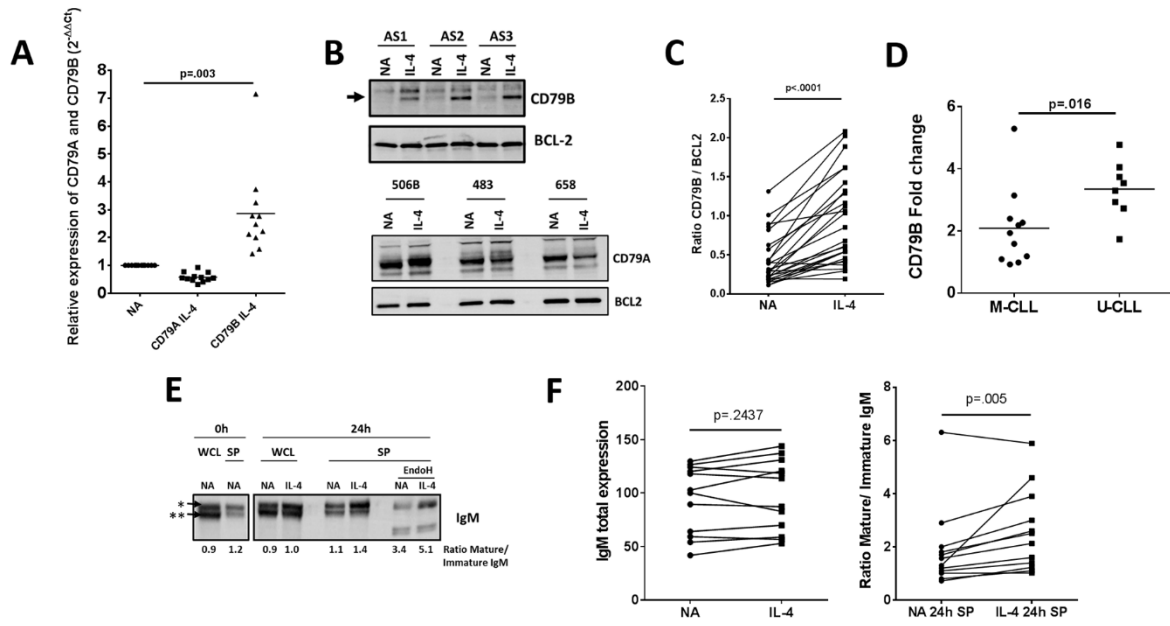 A
Relative expression of CD79A and CD79B (2^-ΔΔCt)
p=.003
8
7
6
5
4
3
2
1
0
NA
CD79A IL-4
CD79B IL-4
B
AS1 AS2 AS3
NA IL-4 NA IL-4 NA IL-4
CD79B
BCL-2
506B 483 658
NA IL-4 NA IL-4 NA IL-4
CD79A
BCL2
C
p<.0001
Ratio CD79B / BCL2
2.5
2.0
1.5
1.0
0.5
0.0
NA IL-4
D
p=.016
CD79B Fold change
6
4
2
0
M-CLL U-CLL
E
0h 24h
WCL SP WCL SP
EndoH
NA NA NA IL-4 NA IL-4 NA IL-4
*
**
IgM
0.9 1.2 0.9 1.0 1.1 1.4 3.4 5.1 Ratio Mature/
Immature IgM
F
p=.2437
IgM total expression
200
150
100
50
0
NA IL-4
p=.005
Ratio Mature/ Immature IgM
8
6
4
2
0
NA 24h SP IL-4 24h SP